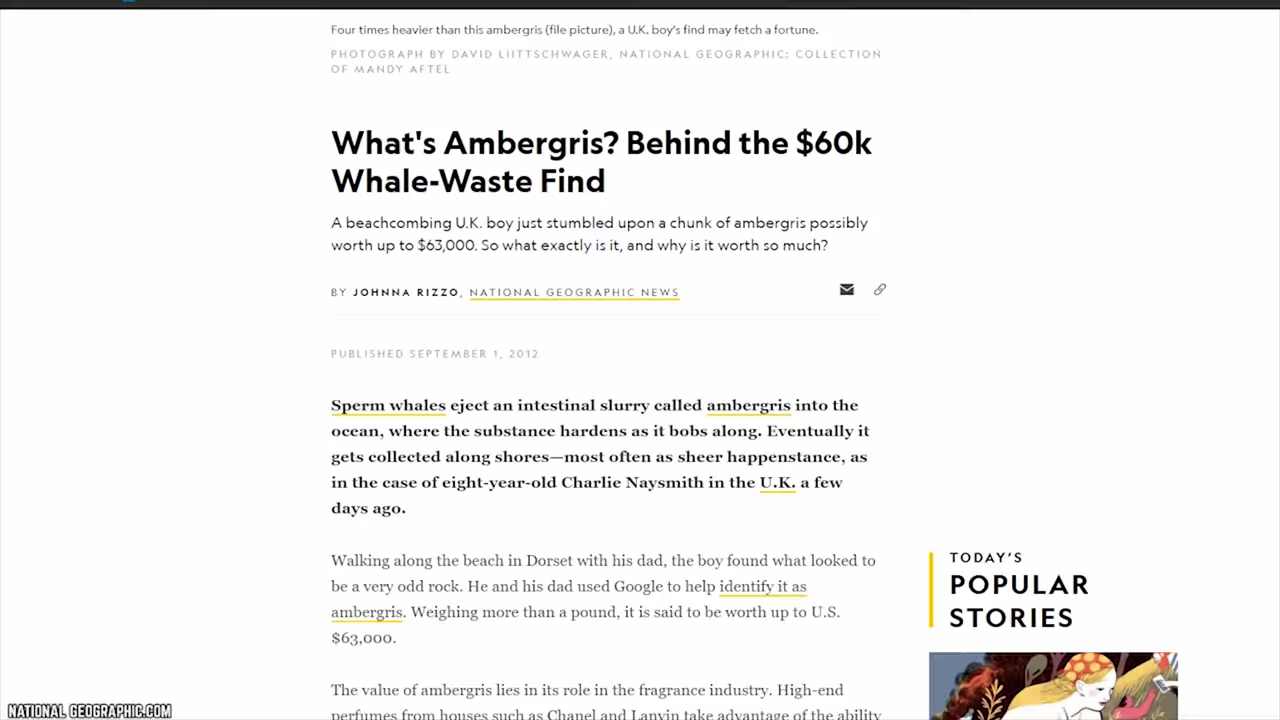 Four times heavier than this ambergris (file picture), a U.K. boy's find may fetch a fortune.
PHOTOGRAPH BY DAVID LIITTSCHWAGER, NATIONAL GEOGRAPHIC; COLLECTION
OF MANDY AFTEL
What's Ambergris? Behind the $60k
Whale-Waste Find
A beachcombing U.K. boy just stumbled upon a chunk of ambergris possibly
worth up to $63,000. So what exactly is it, and why is it worth so much?
BY JOHNNA RIZZO, NATIONAL GEOGRAPHIC NEWS
PUBLISHED SEPTEMBER 1, 2012
Sperm whales eject an intestinal slurry called ambergris into the
ocean, where the substance hardens as it bobs along. Eventually it
gets collected along shores—most often as sheer happenstance, as
in the case of eight-year-old Charlie Naysmith in the U.K. a few
days ago.
Walking along the beach in Dorset with his dad, the boy found what looked to
be a very odd rock. He and his dad used Google to help identify it as
ambergris. Weighing more than a pound, it is said to be worth up to U.S.
$63,000.
The value of ambergris lies in its role in the fragrance industry. High-end
perfumes from houses such as Chanel and Lanvin take advantage of the ability
TODAY'S
POPULAR
STORIES
NATIONAL GEOGRAPHIC.COM